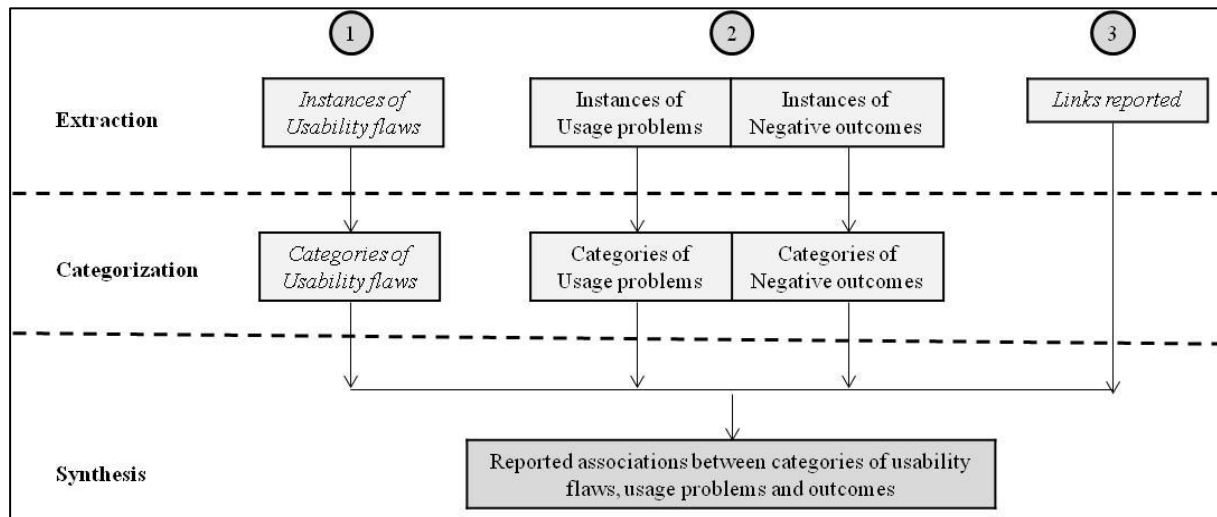 1
2
3
Extraction
Instances of
Usability flaws
Instances of
Usage problems
Instances of
Negative outcomes
Links reported
Categorization
Categories of
Usability flaws
Categories of
Usage problems
Categories of
Negative outcomes
Synthesis
Reported associations between categories of usability
flaws, usage problems and outcomes